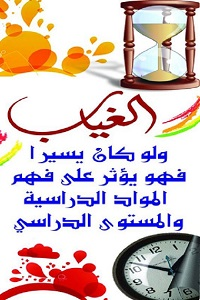 الغياب
ولو كان يسيرا
فهو يؤثر على فهم
المواد الدراسية
والمستوى الدراسي